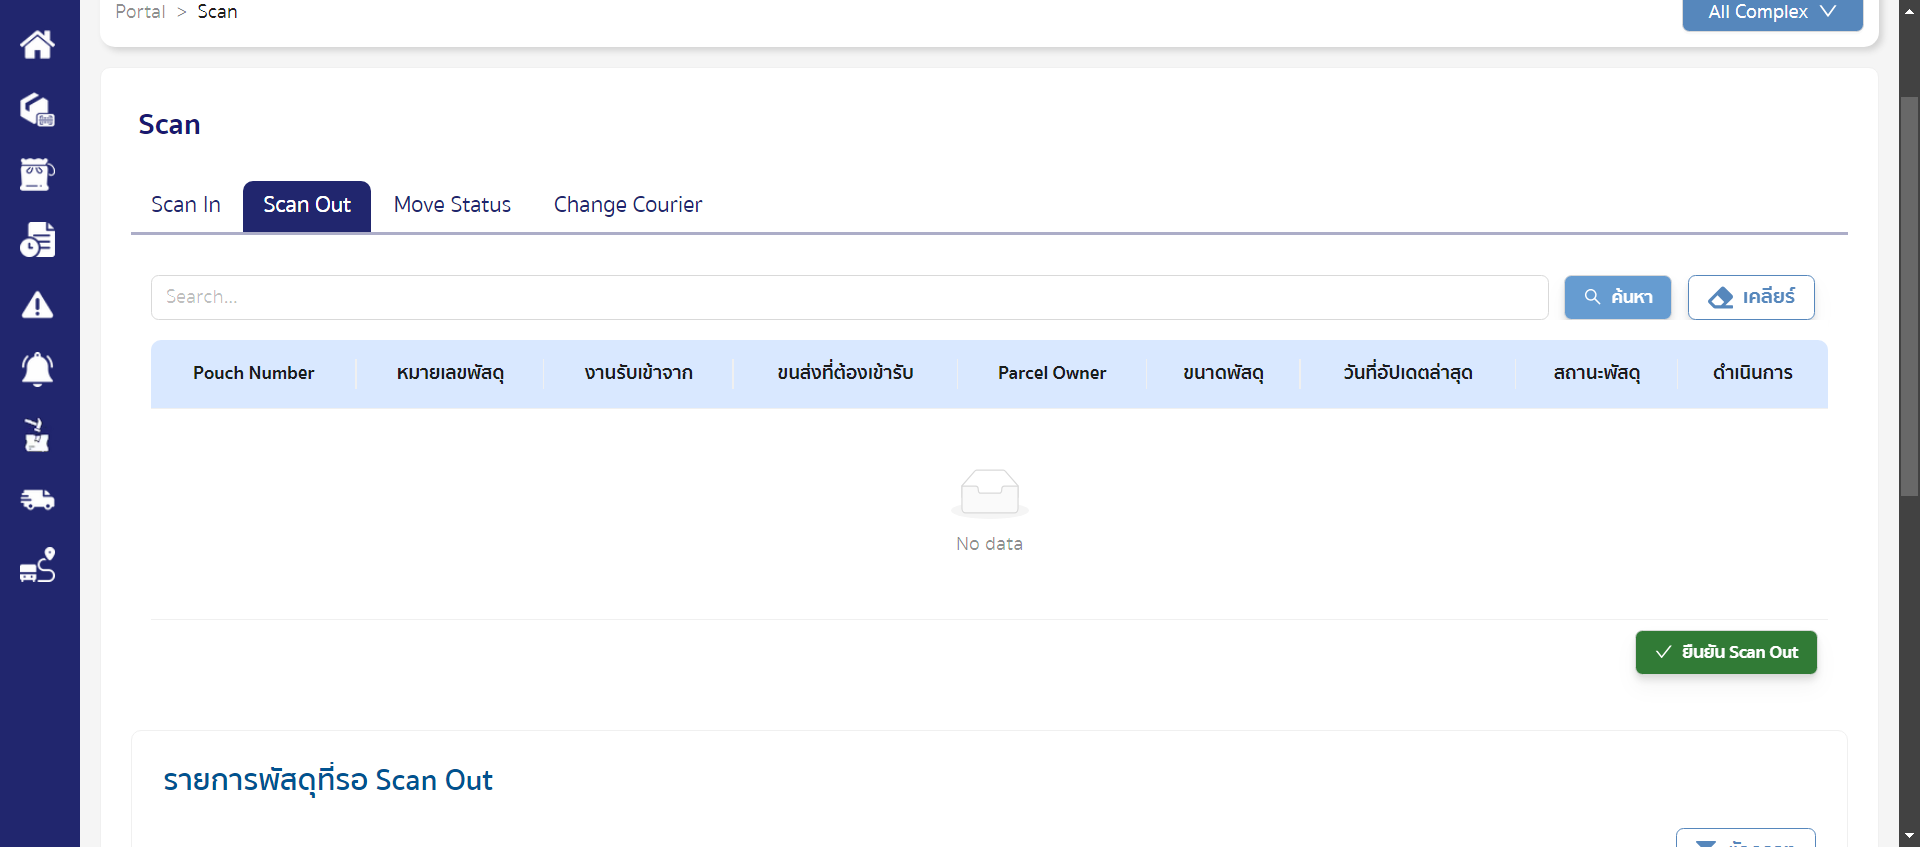 Portal > Scan
All Complex
Scan
Scan In
Scan Out
Move Status
Change Courier
Search...
ค้นหา
เคลียร์
Pouch Number
หมายเลขพัสดุ
งานรับเข้าจาก
ขนส่งที่ต้องเข้ารับ
Parcel Owner
ขนาดพัสดุ
วันที่อัปเดตล่าสุด
สถานะพัสดุ
ดำเนินการ
No data
ยืนยัน Scan Out
รายการพัสดุที่รอ Scan Out